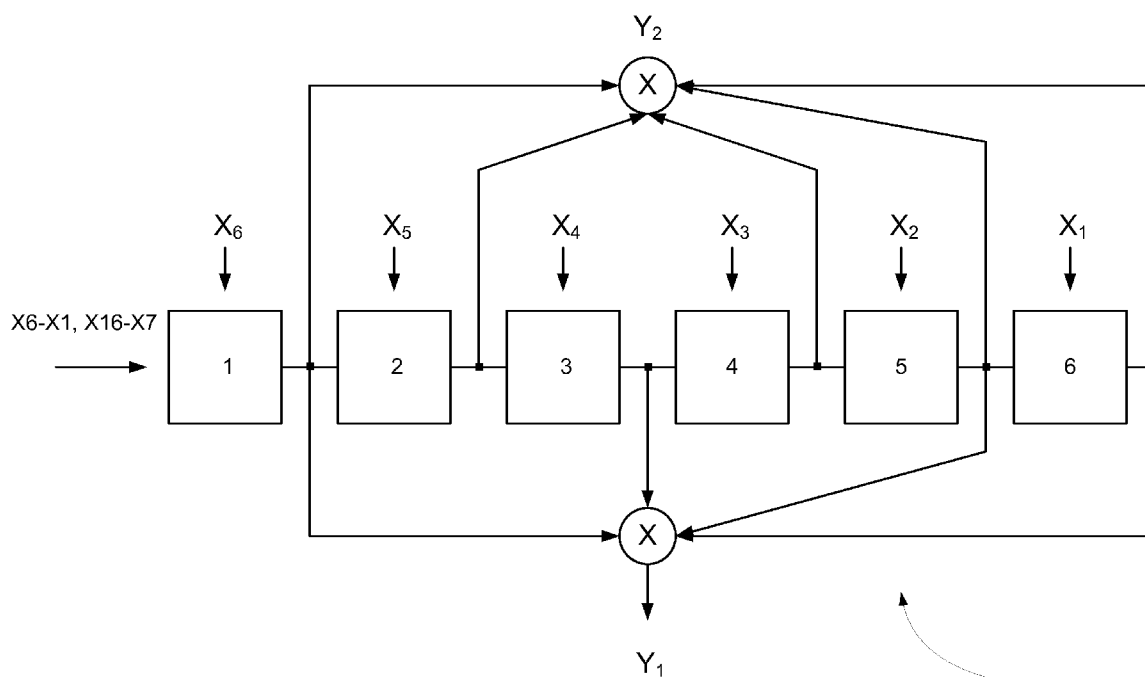 Y₂
X
X₆ X₅ X₄ X₃ X₂ X₁
X6-X1, X16-X7
1 2 3 4 5 6
X
Y₁